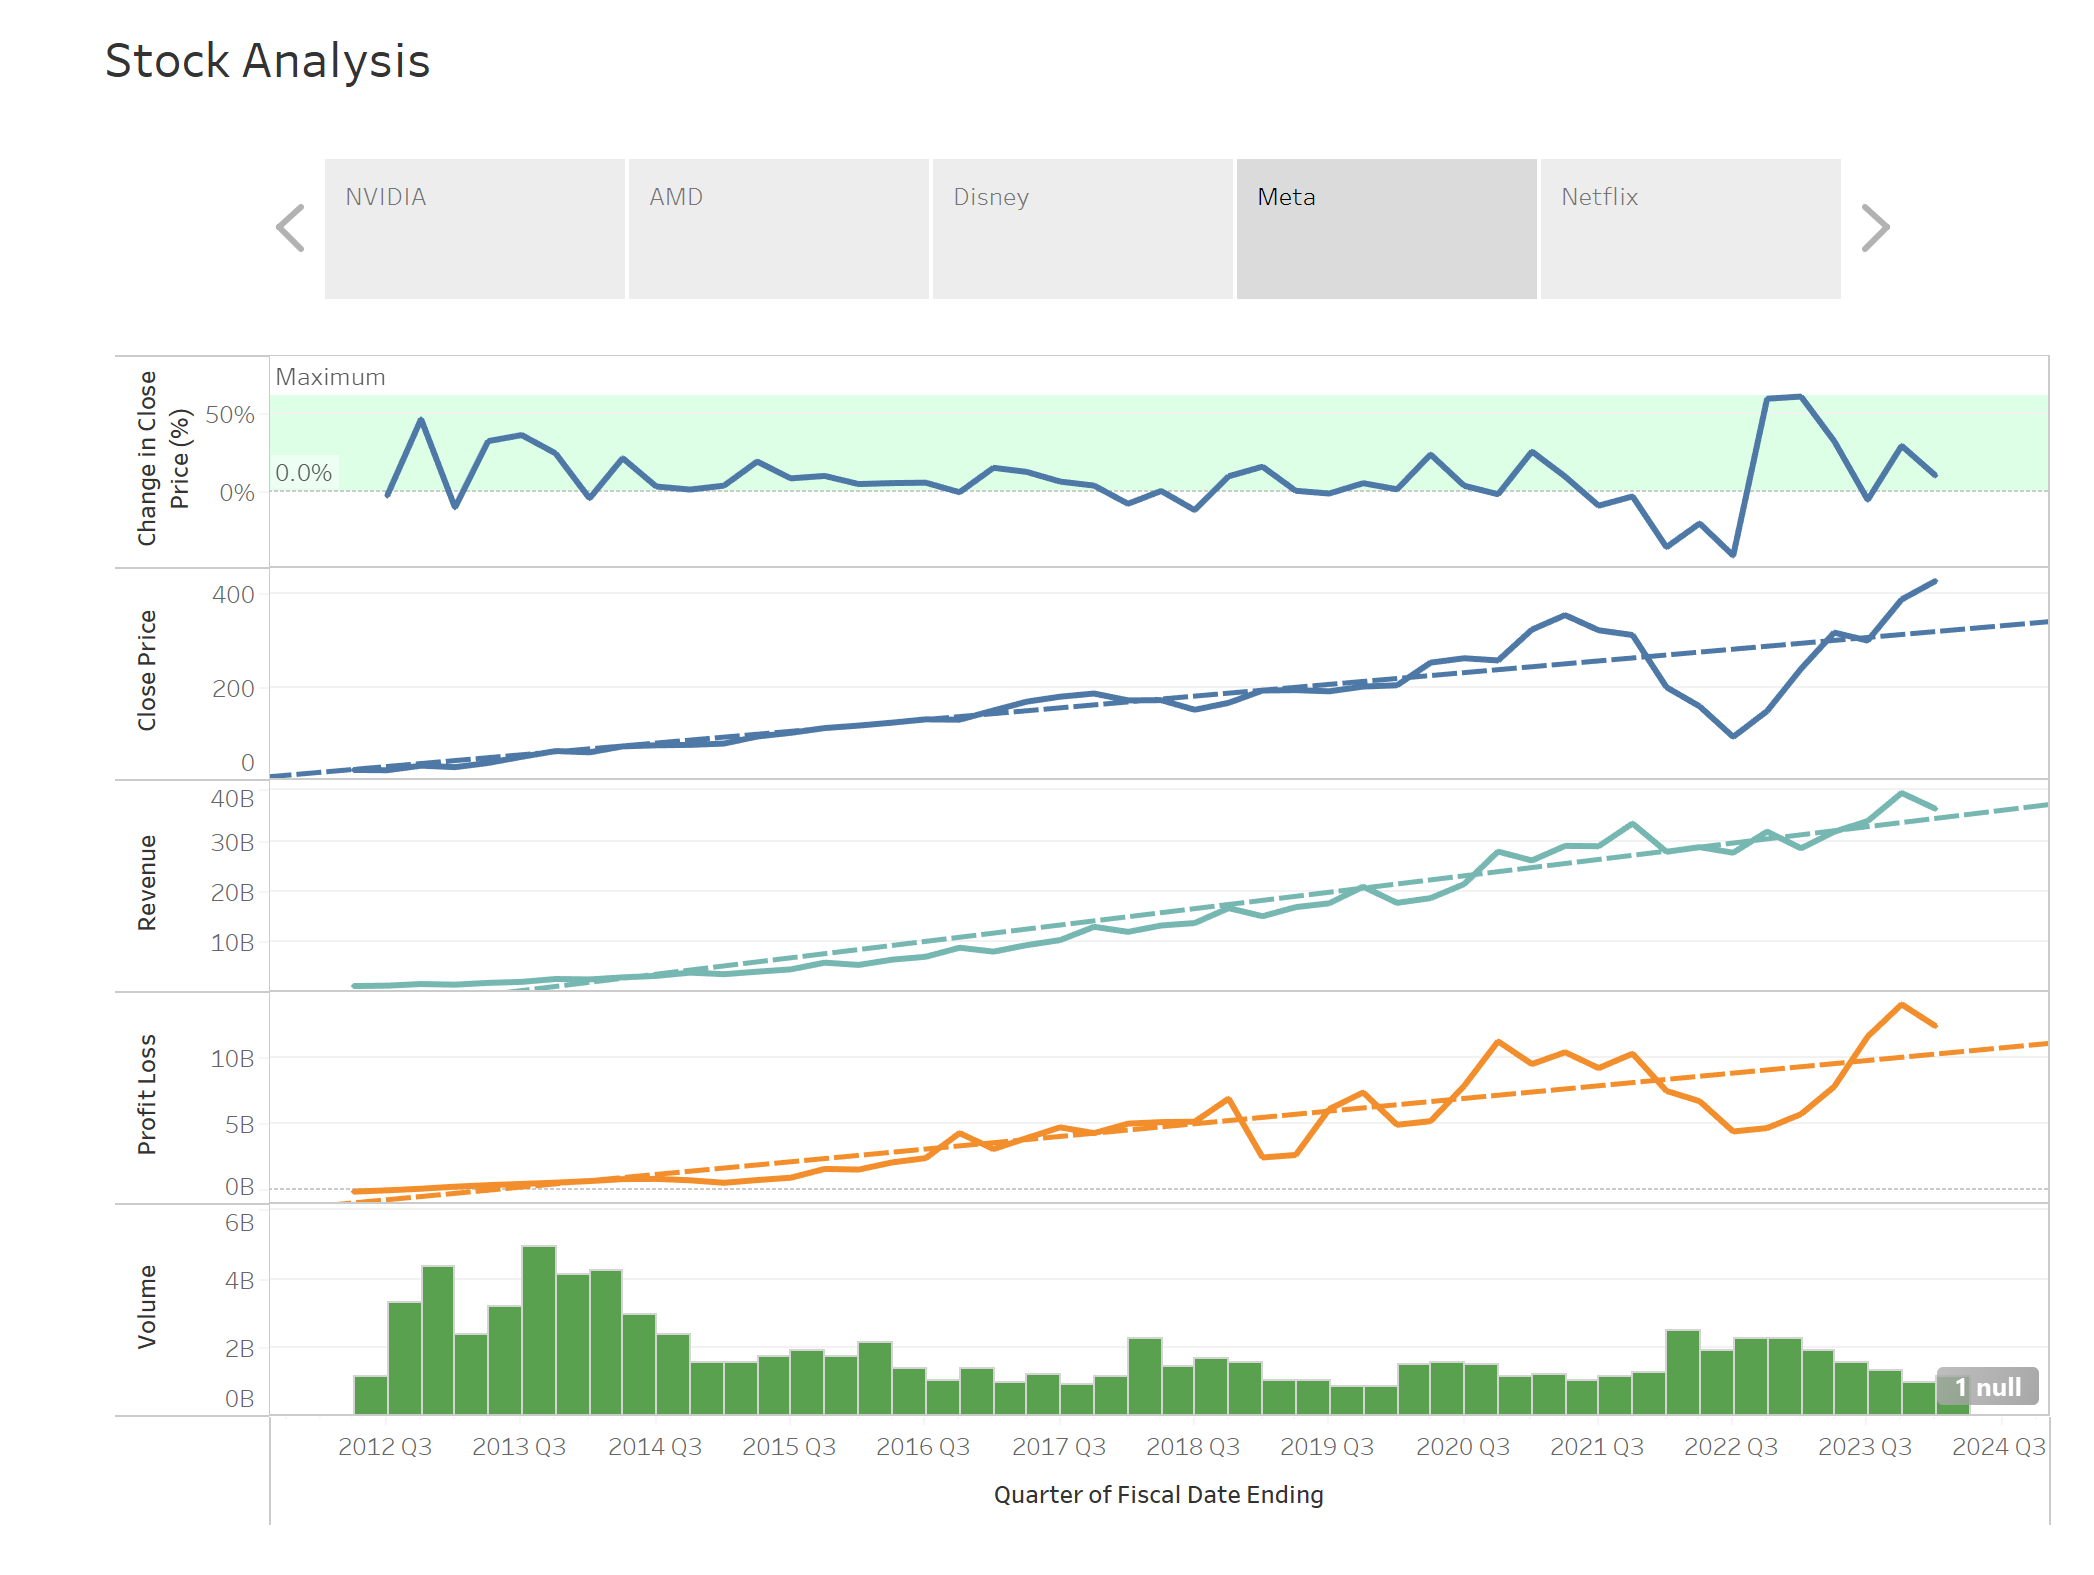 Stock Analysis
NVIDIA
AMD
Disney
Meta
Netflix
Change in Close
Price (%)
Maximum
50%
0.0%
0%
Close Price
400
200
0
Revenue
40B
30B
20B
10B
Profit Loss
10B
5B
0B
Volume
6B
4B
2B
0B
1 null
2012 Q3
2013 Q3
2014 Q3
2015 Q3
2016 Q3
2017 Q3
2018 Q3
2019 Q3
2020 Q3
2021 Q3
2022 Q3
2023 Q3
2024 Q3
Quarter of Fiscal Date Ending